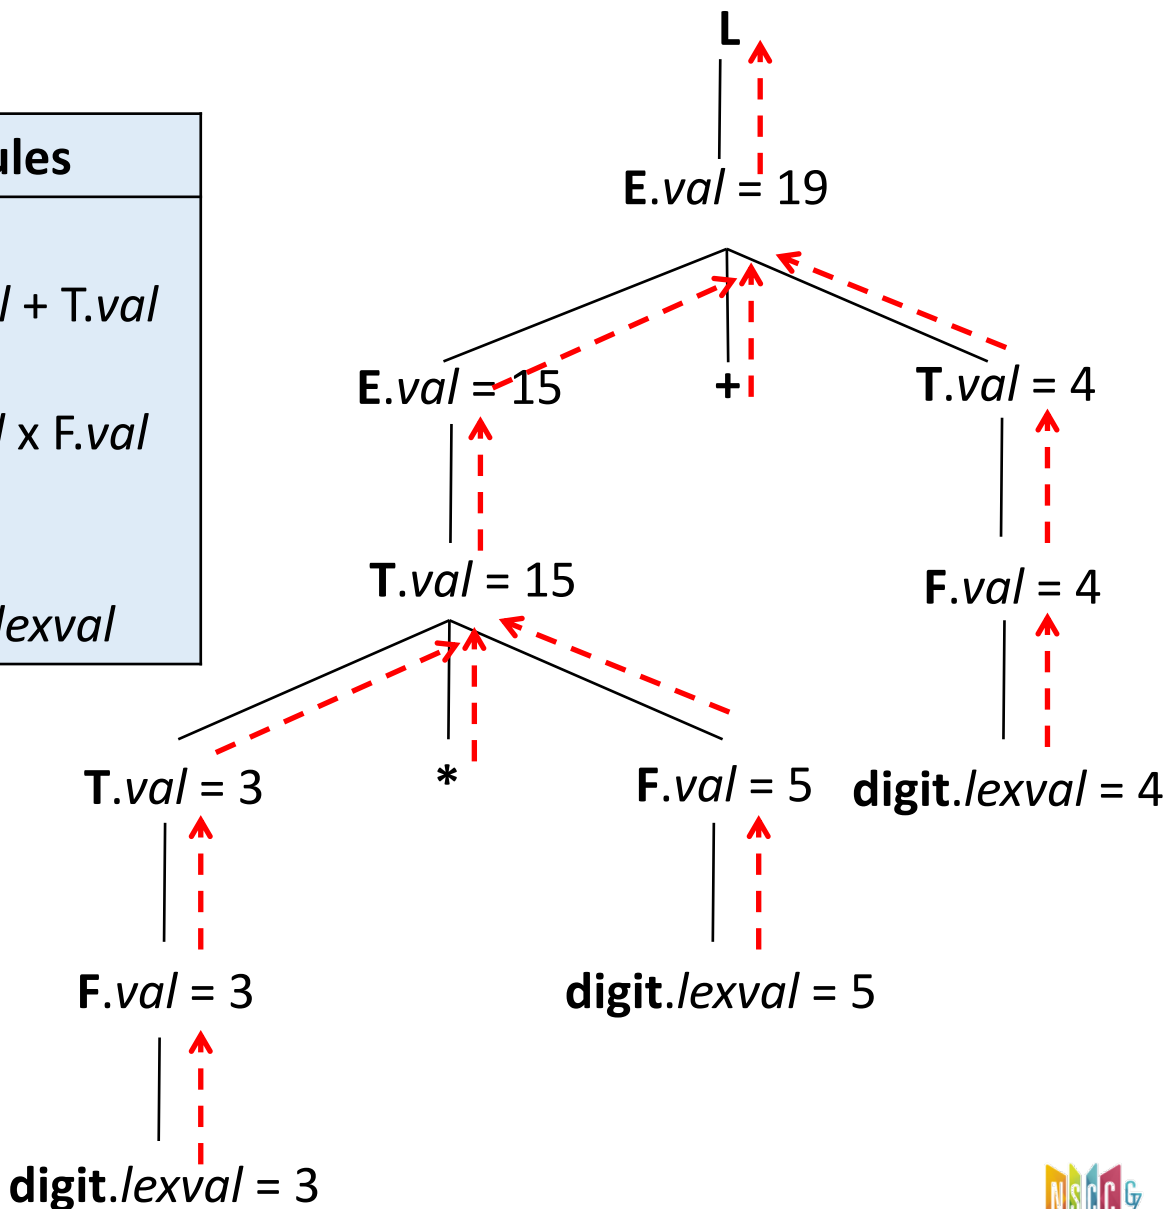 L
ules
E.val = 19
l + T.val
E.val = 15
+
T.val = 4
l x F.val
T.val = 15
F.val = 4
lexval
T.val = 3
*
F.val = 5
digit.lexval = 4
F.val = 3
digit.lexval = 5
digit.lexval = 3
NSCC